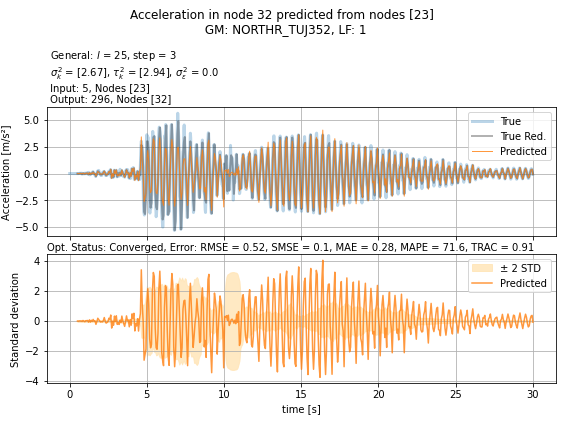 Acceleration in node 32 predicted from nodes [23]
GM: NORTHR_TUJ352, LF: 1
General: l = 25, step = 3
σ²ₖ = [2.67], τ²ₖ = [2.94], σ²ₑ = 0.0
Input: 5, Nodes [23]
Output: 296, Nodes [32]
5.0
2.5
0.0
−2.5
−5.0
Acceleration [m/s²]
True
True Red.
Predicted
Opt. Status: Converged, Error: RMSE = 0.52, SMSE = 0.1, MAE = 0.28, MAPE = 71.6, TRAC = 0.91
4
2
0
−2
−4
Standard deviation
± 2 STD
Predicted
0 5 10 15 20 25 30
time [s]